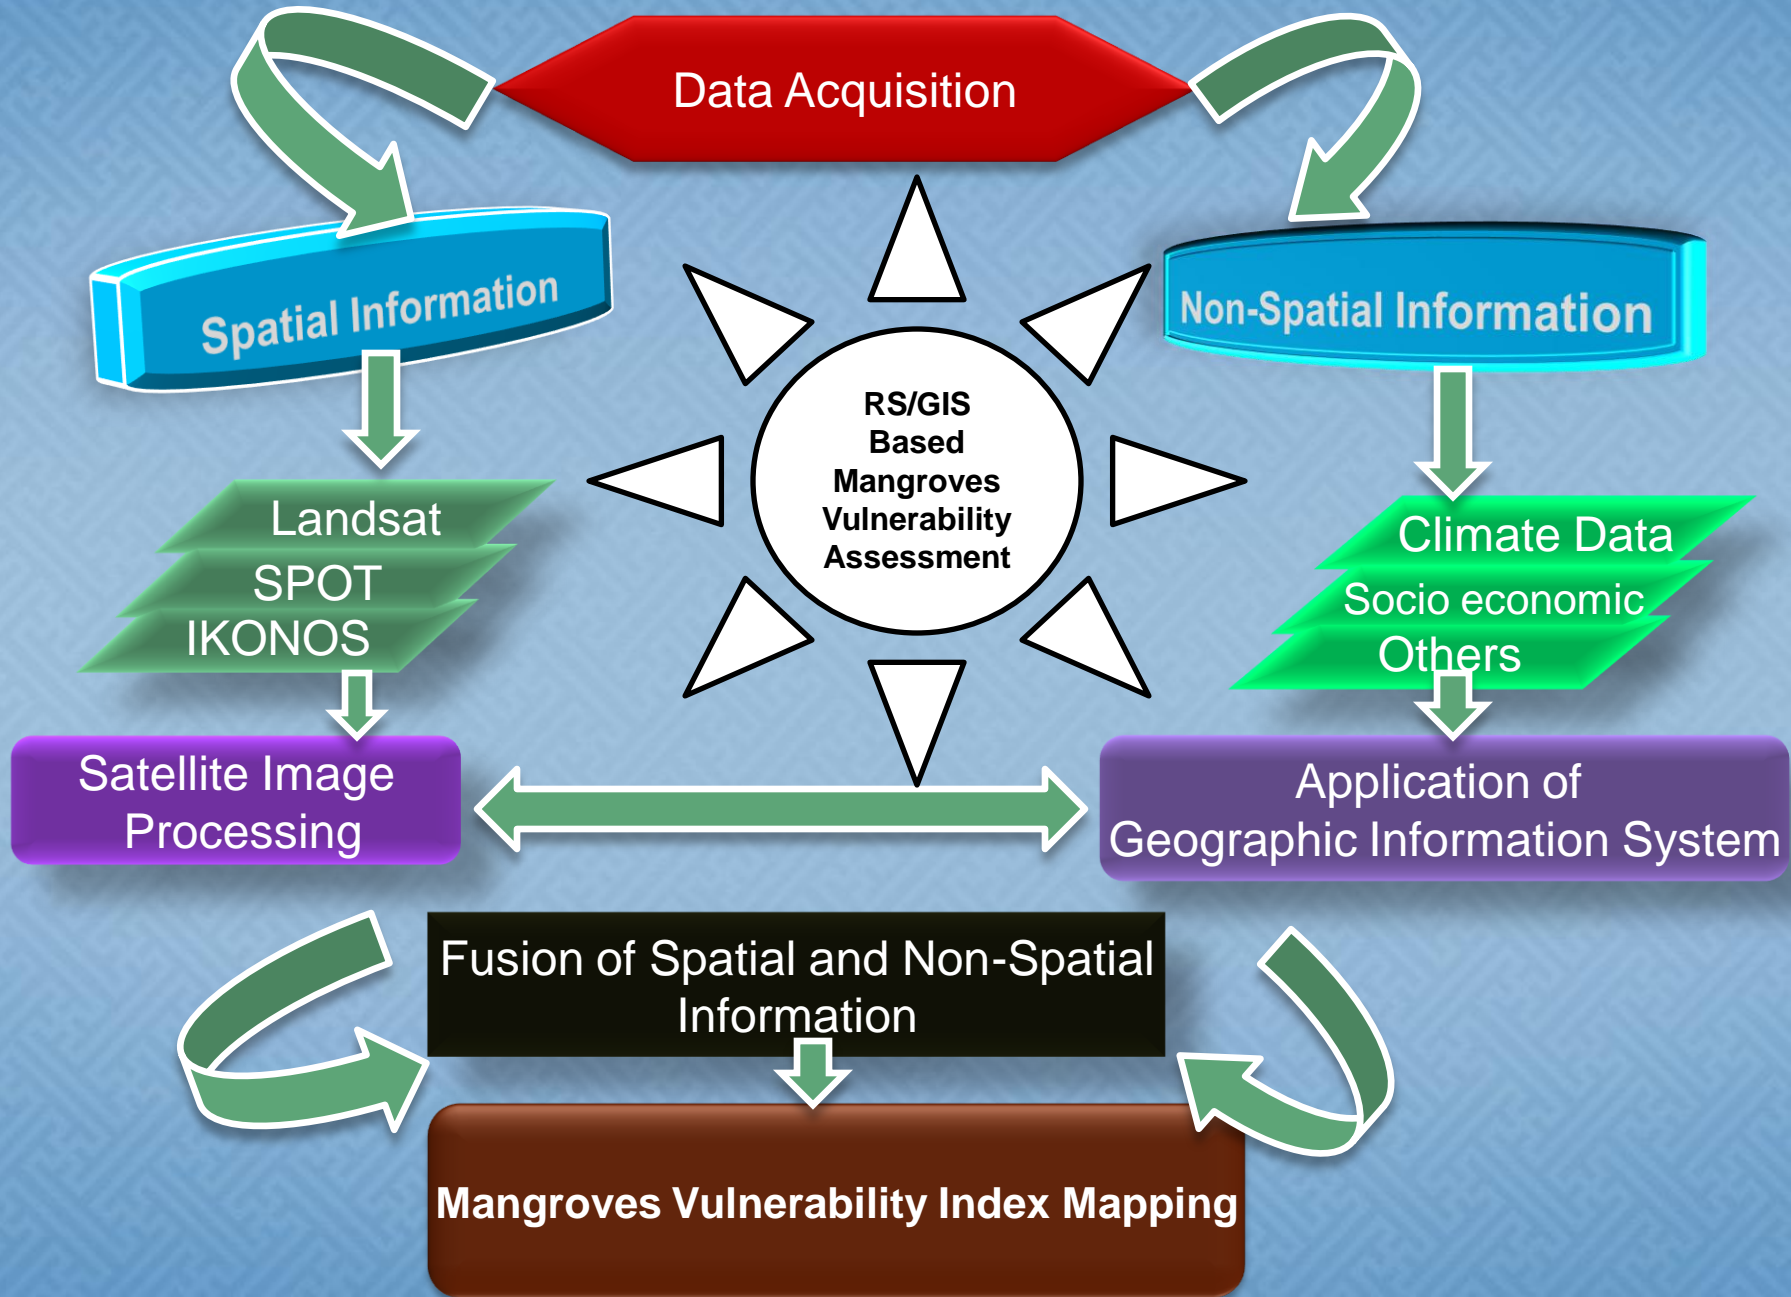 Data Acquisition
Spatial Information
Non-Spatial Information
RS/GIS
Based
Mangroves
Vulnerability
Assessment
Landsat
SPOT
IKONOS
Climate Data
Socio economic
Others
Satellite Image
Processing
Application of
Geographic Information System
Fusion of Spatial and Non-Spatial
Information
Mangroves Vulnerability Index Mapping